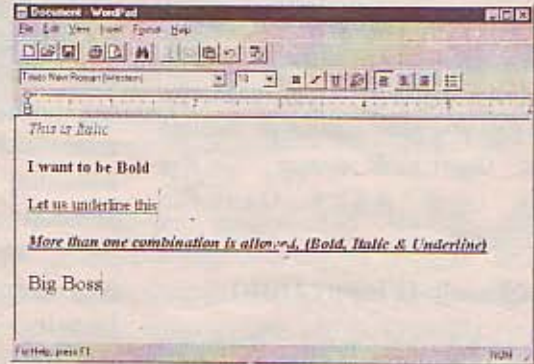 Document - WordPad
File Edit View Insert Format Help
Times New Roman (Western)
This is Italic
I want to be Bold
Let us underline this
More than one combination is allowed, (Bold, Italic & Underline)
Big Boss
For Help, press F1
NUM